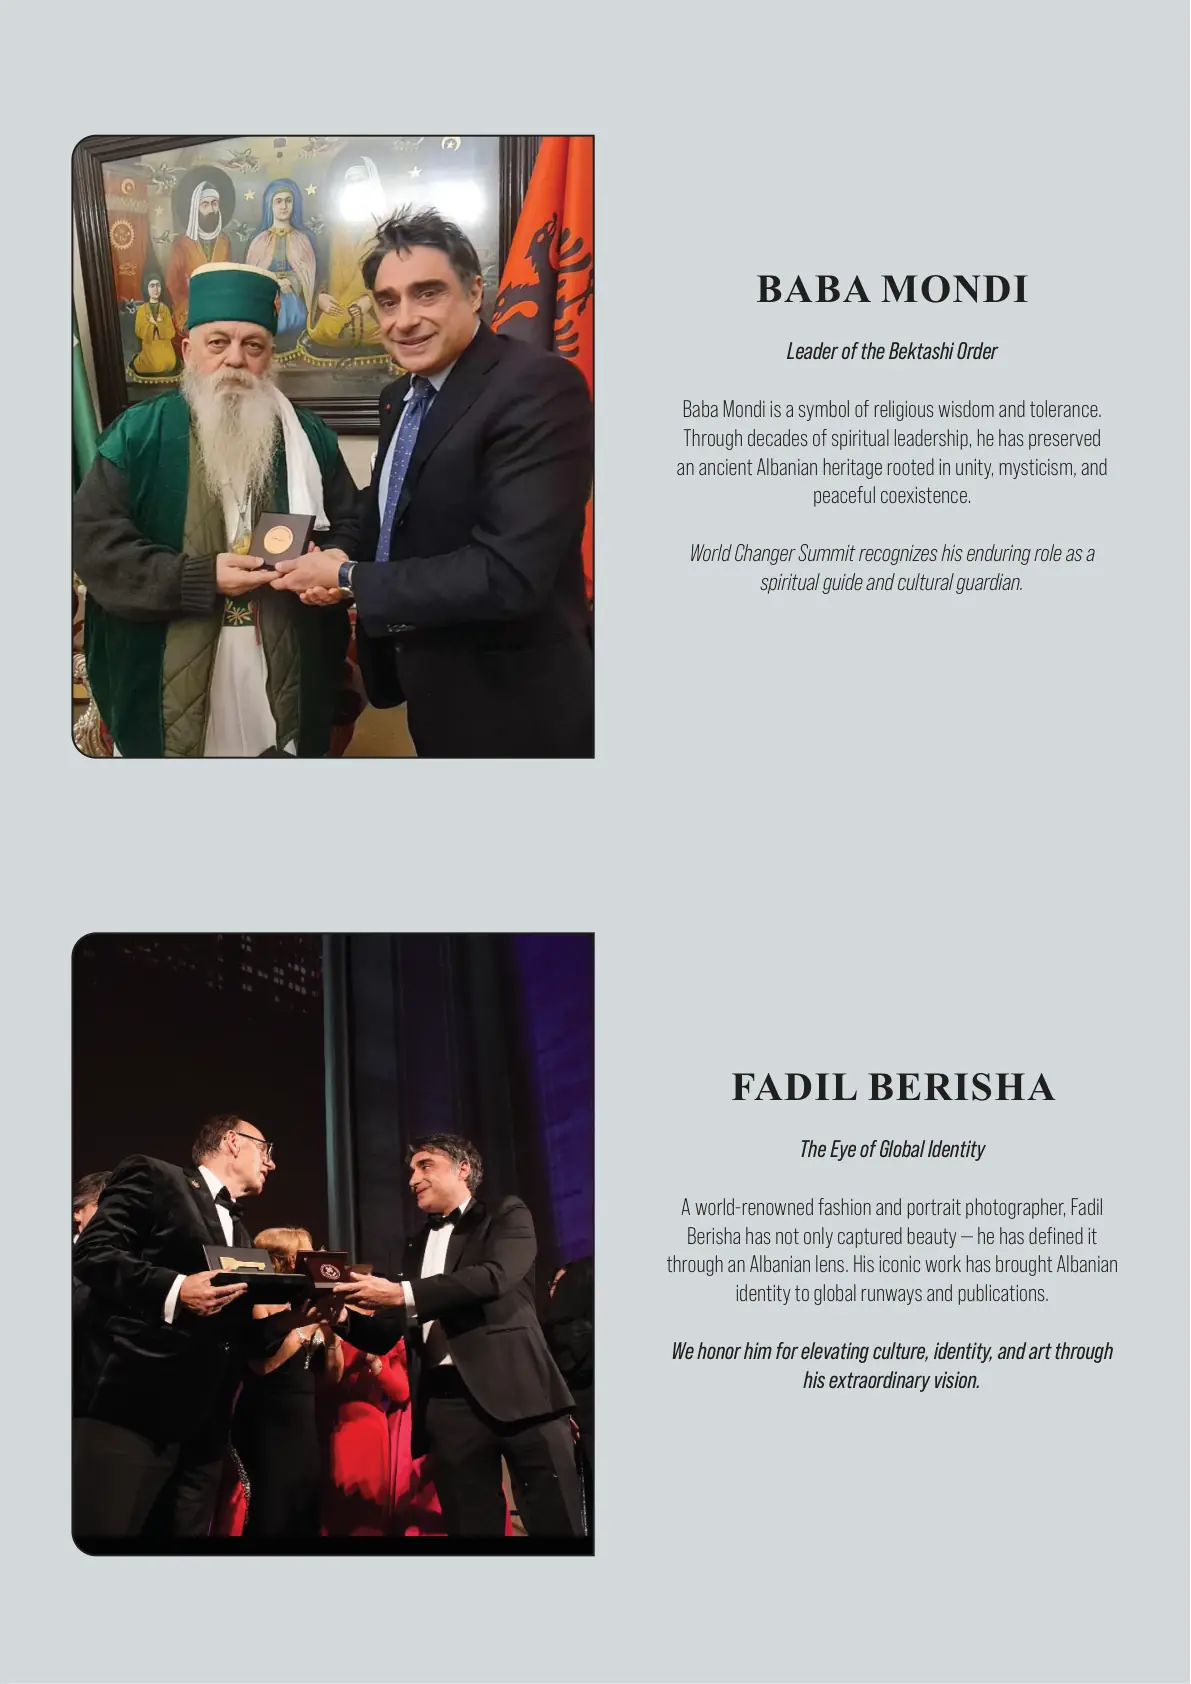 BABA MONDI
Leader of the Bektashi Order
Baba Mondi is a symbol of religious wisdom and tolerance.
Through decades of spiritual leadership, he has preserved
an ancient Albanian heritage rooted in unity, mysticism, and
peaceful coexistence.
World Changer Summit recognizes his enduring role as a
spiritual guide and cultural guardian.
FADIL BERISHA
The Eye of Global Identity
A world-renowned fashion and portrait photographer, Fadil
Berisha has not only captured beauty – he has defined it
through an Albanian lens. His iconic work has brought Albanian
identity to global runways and publications.
We honor him for elevating culture, identity, and art through
his extraordinary vision.